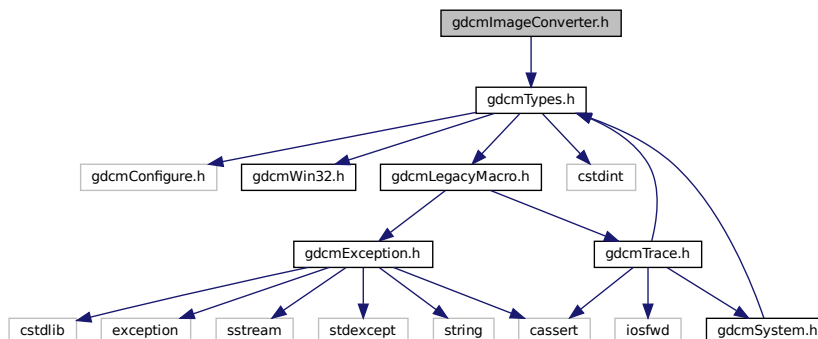 gdcmImageConverter.h
gdcmTypes.h
gdcmConfigure.h
gdcmWin32.h
gdcmLegacyMacro.h
cstdint
gdcmException.h
gdcmTrace.h
cstdlib
exception
sstream
stdexcept
string
cassert
iosfwd
gdcmSystem.h